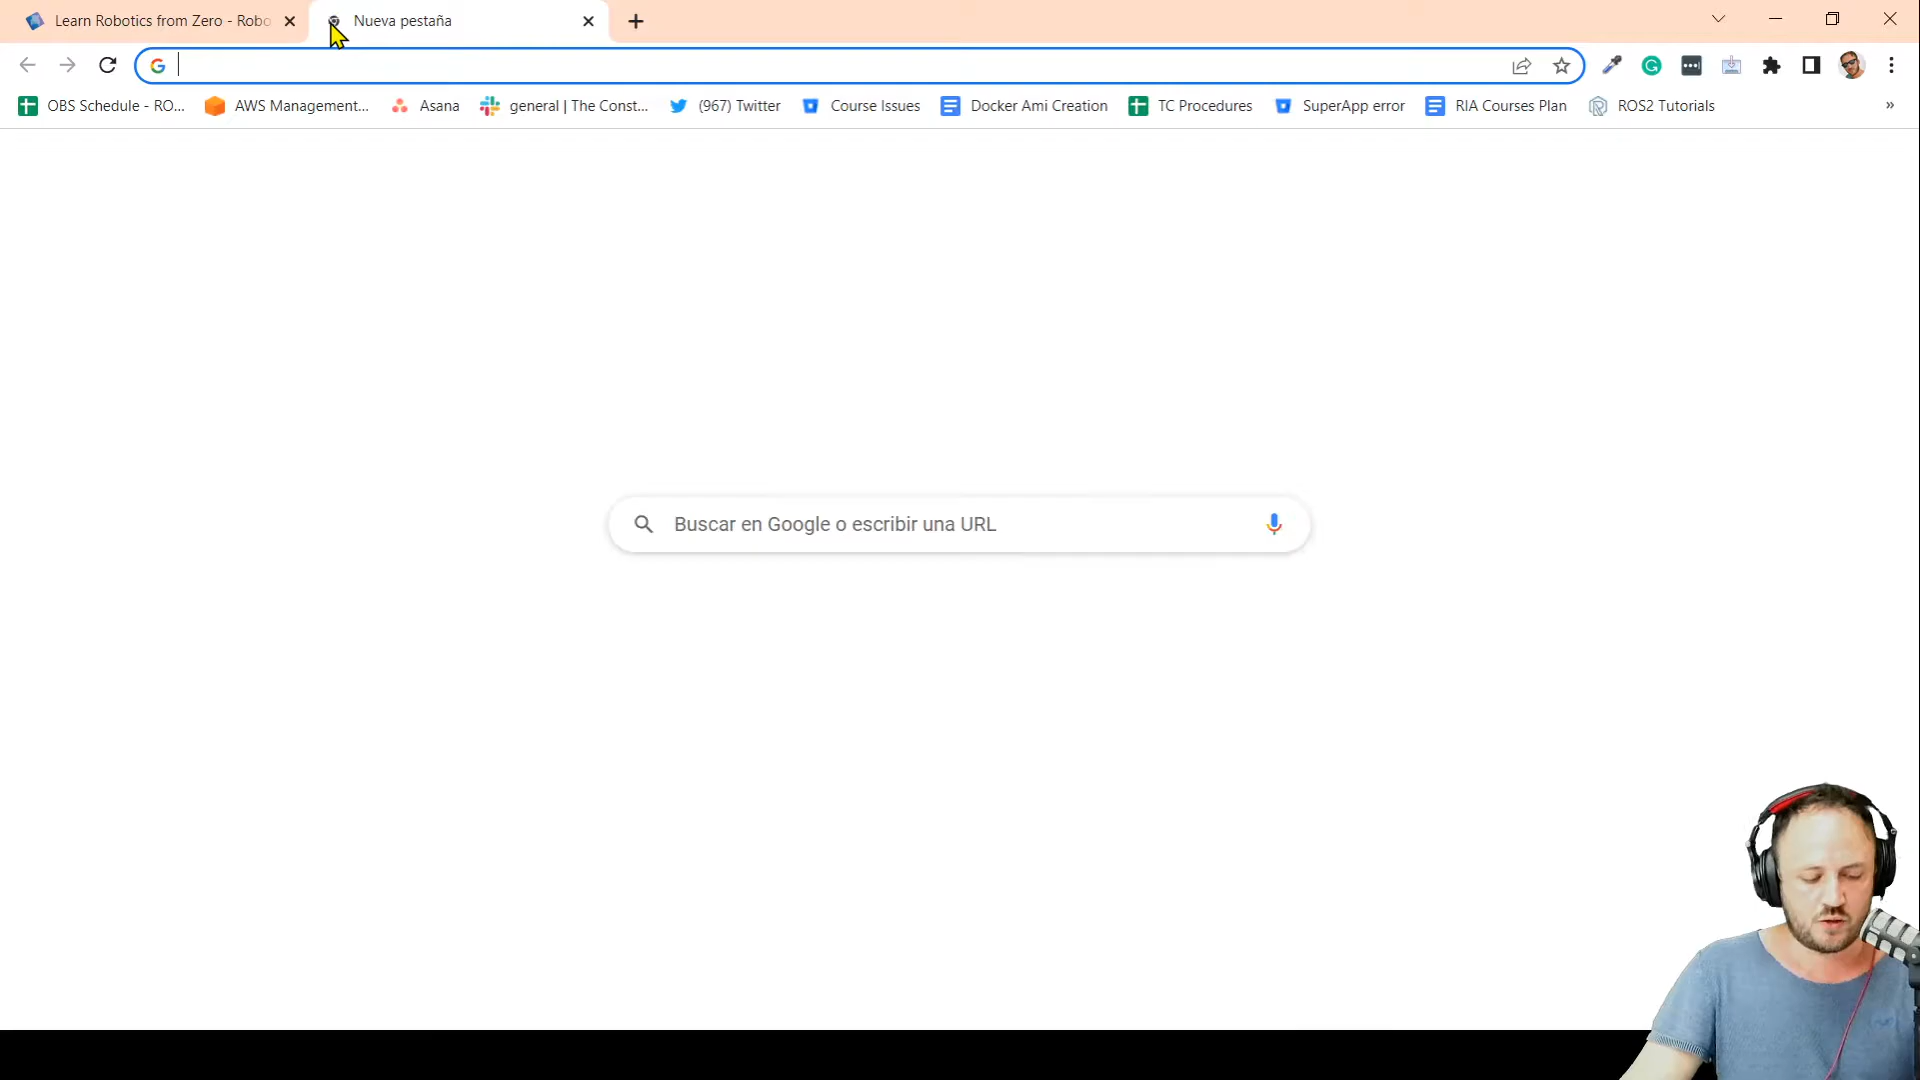 Learn Robotics from Zero - Robo
Nueva pestaña
OBS Schedule - RO...
AWS Management...
Asana
general | The Const...
(967) Twitter
Course Issues
Docker Ami Creation
TC Procedures
SuperApp error
RIA Courses Plan
ROS2 Tutorials
»
Buscar en Google o escribir una URL